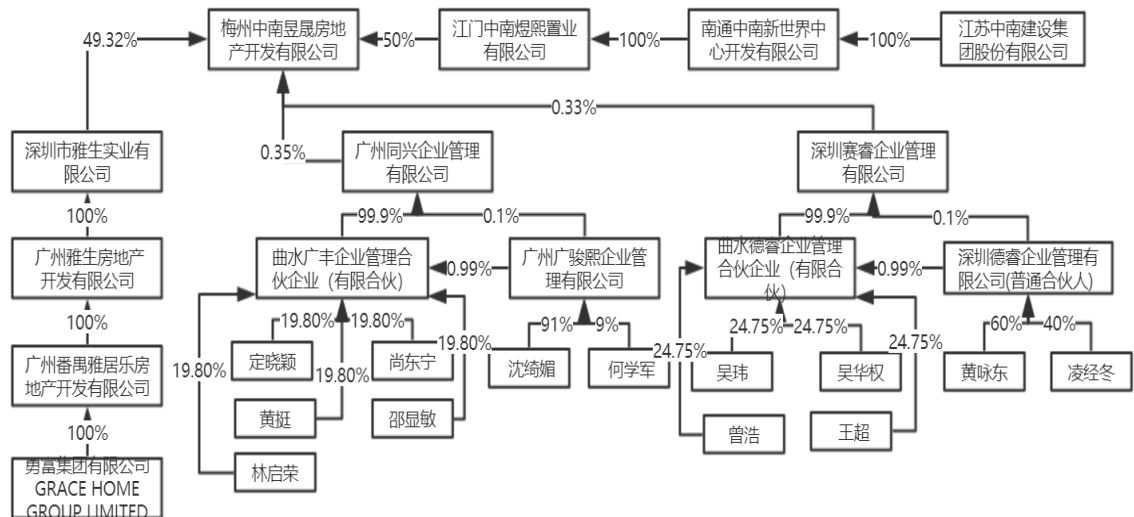 49.32%
梅州中南昱晟房地
产开发有限公司
50%
江门中南煜熙置业
有限公司
100%
南通中南新世界中
心开发有限公司
100%
江苏中南建设集
团股份有限公司
0.33%
深圳市雅生实业有
限公司
0.35%
广州同兴企业管理
有限公司
深圳赛睿企业管理
有限公司
100%
99.9%
0.1%
99.9%
0.1%
广州雅生房地产
开发有限公司
曲水广丰企业管理合
伙企业（有限合伙）
0.99%
广州广骏熙企业管
理有限公司
曲水德睿企业管理
合伙企业（有限合
伙）
0.99%
深圳德睿企业管理有
限公司(普通合伙人)
100%
19.80%
19.80%
19.80%
91%
9%
24.75%
24.75%
24.75%
24.75%
60%
40%
广州番禺雅居乐房
地产开发有限公司
19.80%
定晓颖
19.80%
尚东宁
沈绮媚
何学军
吴玮
吴华权
黄咏东
凌经冬
黄挺
邵显敏
曾浩
王超
100%
林启荣
勇富集团有限公司
GRACE HOME
GROUP LIMITED